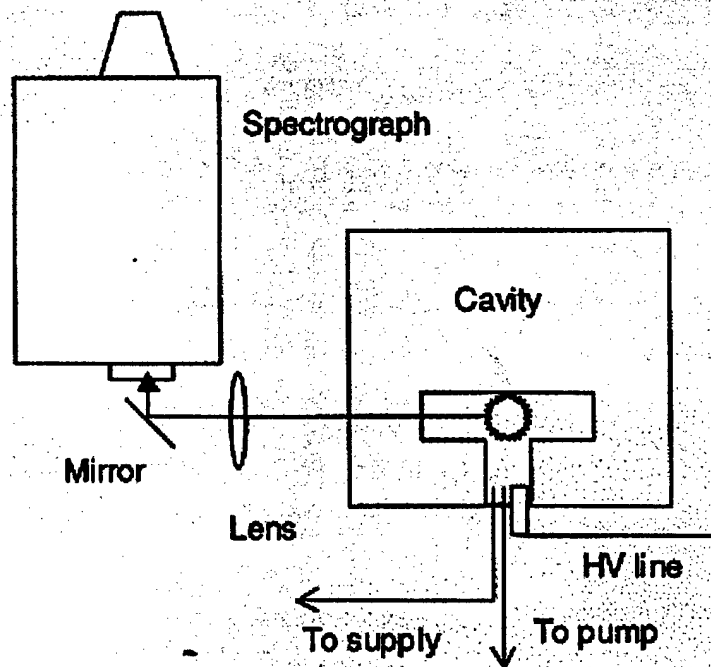 Spectrograph
Cavity
Mirror
Lens
HV line
To supply
To pump